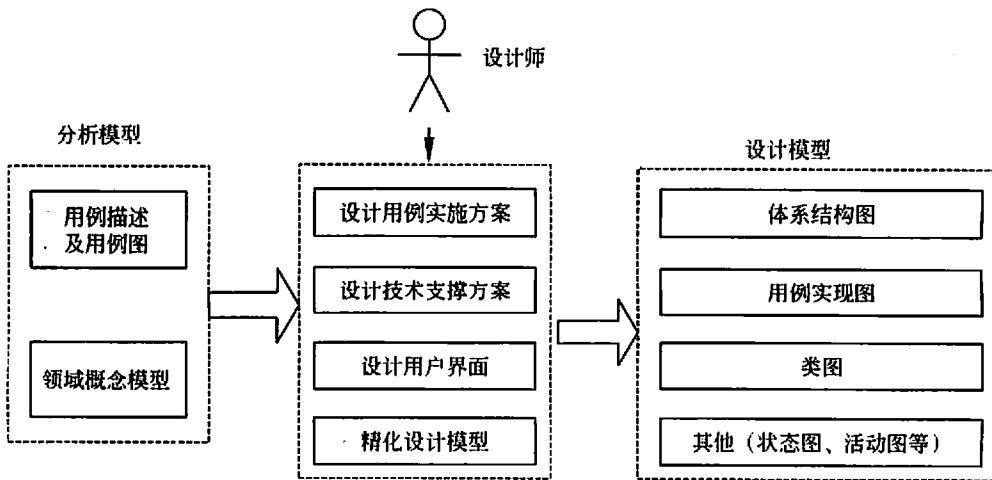 设计师
分析模型
用例描述
及用例图
领域概念模型
设计用例实施方案
设计技术支撑方案
设计用户界面
精化设计模型
设计模型
体系结构图
用例实现图
类图
其他（状态图、活动图等）